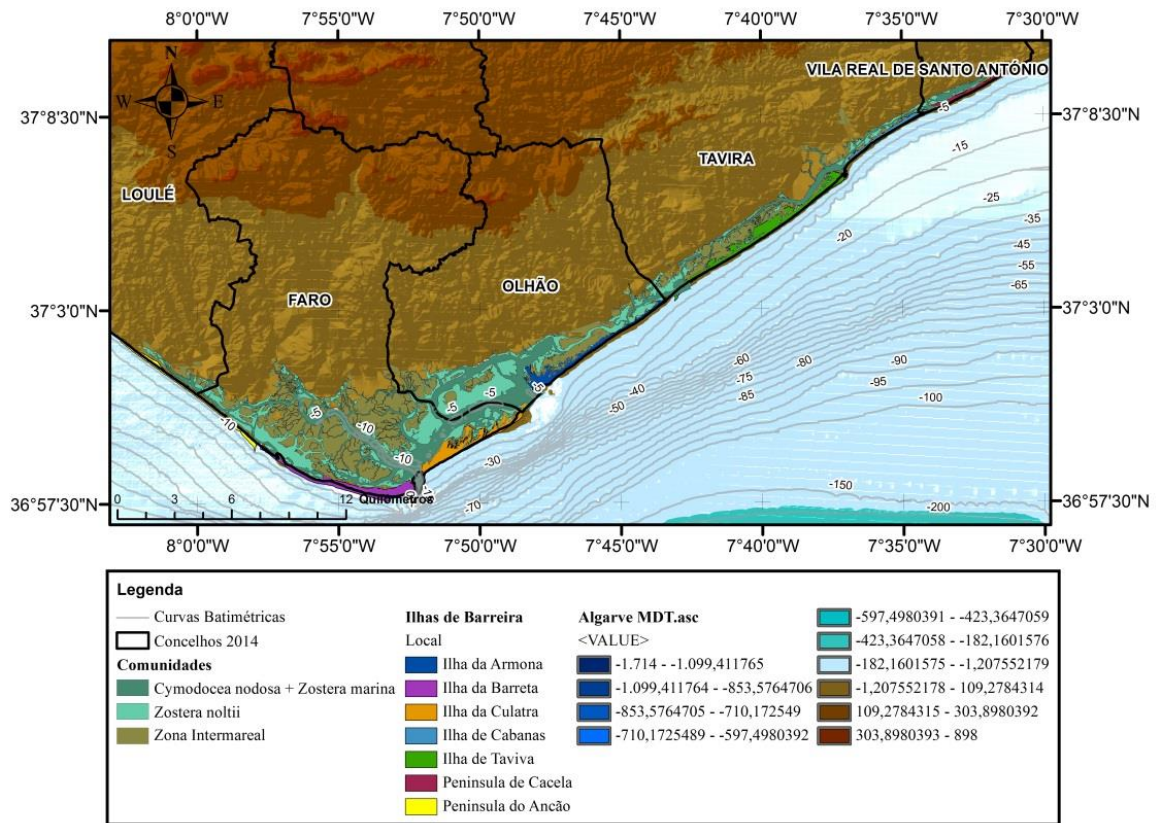 8°0'0"W 7°55'0"W 7°50'0"W 7°45'0"W 7°40'0"W 7°35'0"W 7°30'0"W
N
W E
S
VILA REAL DE SANTO ANTÓNIO
37°8'30"N 37°8'30"N
-5
-15
TAVIRA
LOULÉ
-25
-20
-35
-45
-55
-65
OLHÃO
FARO
37°3'0"N 37°3'0"N
-60
-80
-90
-75
-95
-40
-85
-100
-50
-5
-5
-5
-5
-10
-10
-10
-30
-150
-200
-70
0 3 6 12 Quilómetros
36°57'30"N 36°57'30"N
8°0'0"W 7°55'0"W 7°50'0"W 7°45'0"W 7°40'0"W 7°35'0"W 7°30'0"W
Legenda
Curvas Batimétricas
Concelhos 2014
Comunidades
Cymodocea nodosa + Zostera marina
Zostera noltii
Zona Intermareal
Ilhas de Barreira
Local
Ilha da Armona
Ilha da Barreta
Ilha da Culatra
Ilha de Cabanas
Ilha de Taviva
Peninsula de Cacela
Peninsula do Ancão
Algarve MDT.asc
<VALUE>
-1.714 - -1.099,411765
-1.099,411764 - -853,5764706
-853,5764705 - -710,172549
-710,1725489 - -597,4980392
-597,4980391 - -423,3647059
-423,3647058 - -182,1601576
-182,1601575 - -1,207552179
-1,207552178 - 109,2784314
109,2784315 - 303,8980392
303,8980393 - 898